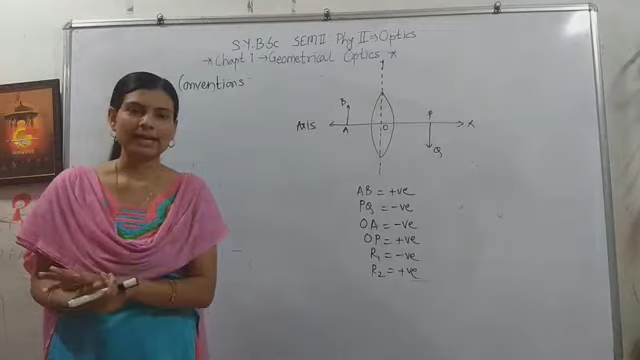 S.Y.B.Sc SEM II Phy II ⇒ Optics
* Chapt 1 → Geometrical Optics *
Conventions
Y
B
P
Axis
A
O
X
Q
AB = +ve
PQ = -ve
OA = -ve
OP = +ve
R₁ = -ve
R₂ = +ve